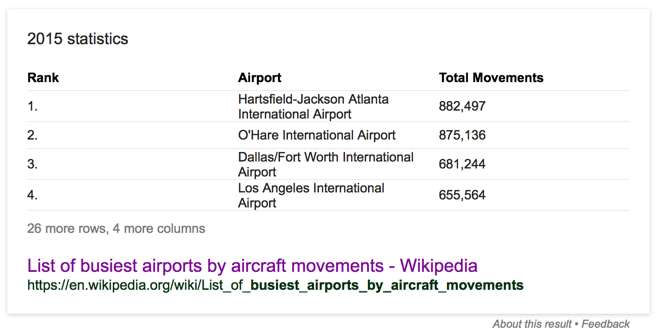 2015 statistics
Rank Airport Total Movements
1. Hartsfield-Jackson Atlanta International Airport 882,497
2. O'Hare International Airport 875,136
3. Dallas/Fort Worth International Airport 681,244
4. Los Angeles International Airport 655,564
26 more rows, 4 more columns
List of busiest airports by aircraft movements - Wikipedia
https://en.wikipedia.org/wiki/List_of_busiest_airports_by_aircraft_movements
About this result • Feedback